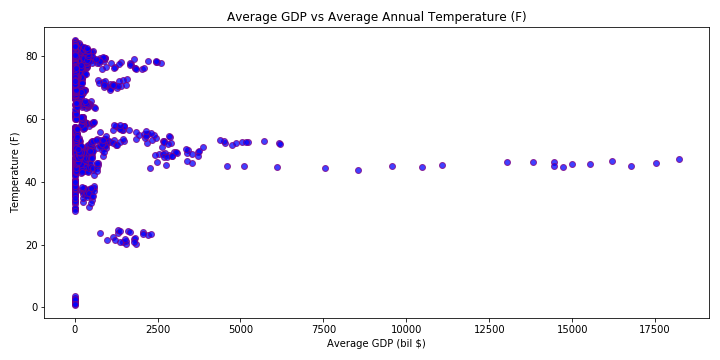 Average GDP vs Average Annual Temperature (F)
80
60
40
20
0
Temperature (F)
0 2500 5000 7500 10000 12500 15000 17500
Average GDP (bil $)